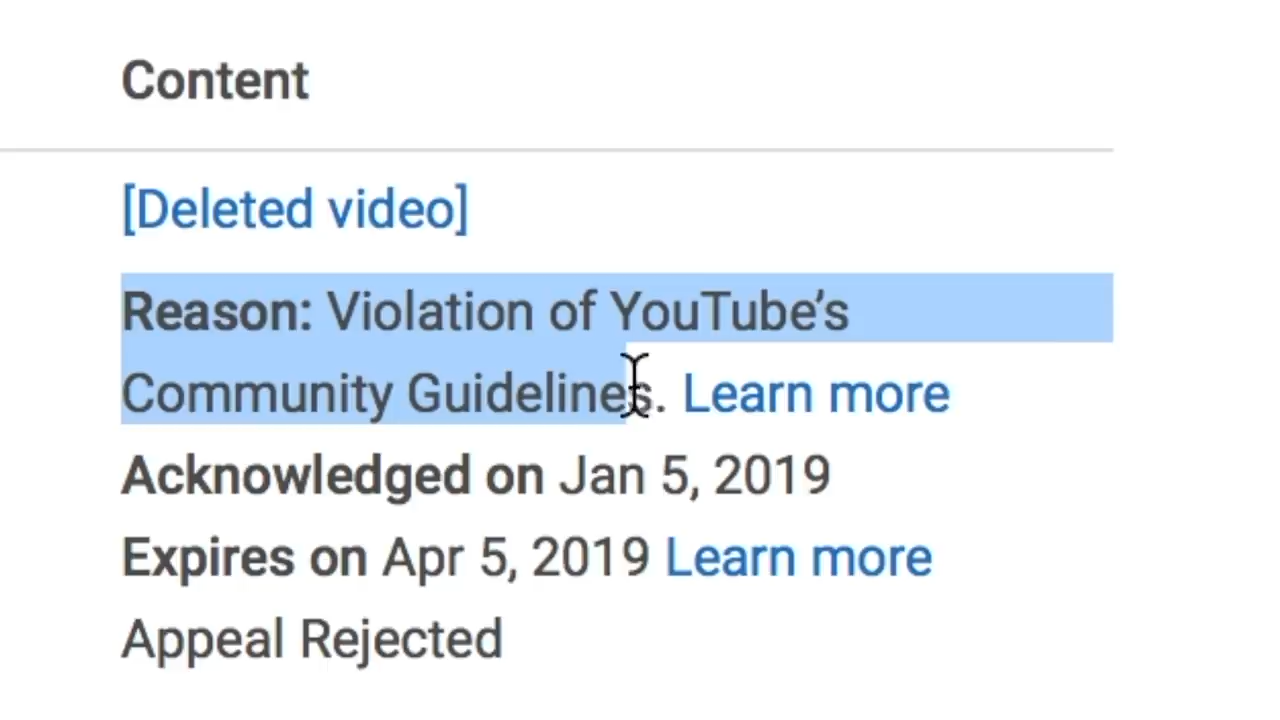 Content
[Deleted video]
Reason: Violation of YouTube’s
Community Guidelines. Learn more
Acknowledged on Jan 5, 2019
Expires on Apr 5, 2019 Learn more
Appeal Rejected